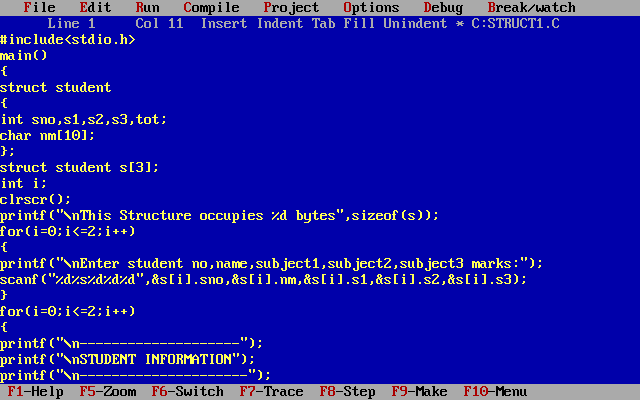 File Edit Run Compile Project Options Debug Break/watch
Line 1 Col 11 Insert Indent Tab Fill Unindent * C:STRUCT1.C
#include<stdio.h>
main()
{
struct student
{
int sno,s1,s2,s3,tot;
char nm[10];
};
struct student s[3];
int i;
clrscr();
printf("\nThis Structure occupies %d bytes",sizeof(s));
for(i=0;i<=2;i++)
{
printf("\nEnter student no,name,subject1,subject2,subject3 marks:");
scanf("%d%s%d%d%d",&s[i].sno,&s[i].nm,&s[i].s1,&s[i].s2,&s[i].s3);
}
for(i=0;i<=2;i++)
{
printf("\n--------------------");
printf("\nSTUDENT INFORMATION");
printf("\n---------------------");
F1-Help F5-Zoom F6-Switch F7-Trace F8-Step F9-Make F10-Menu